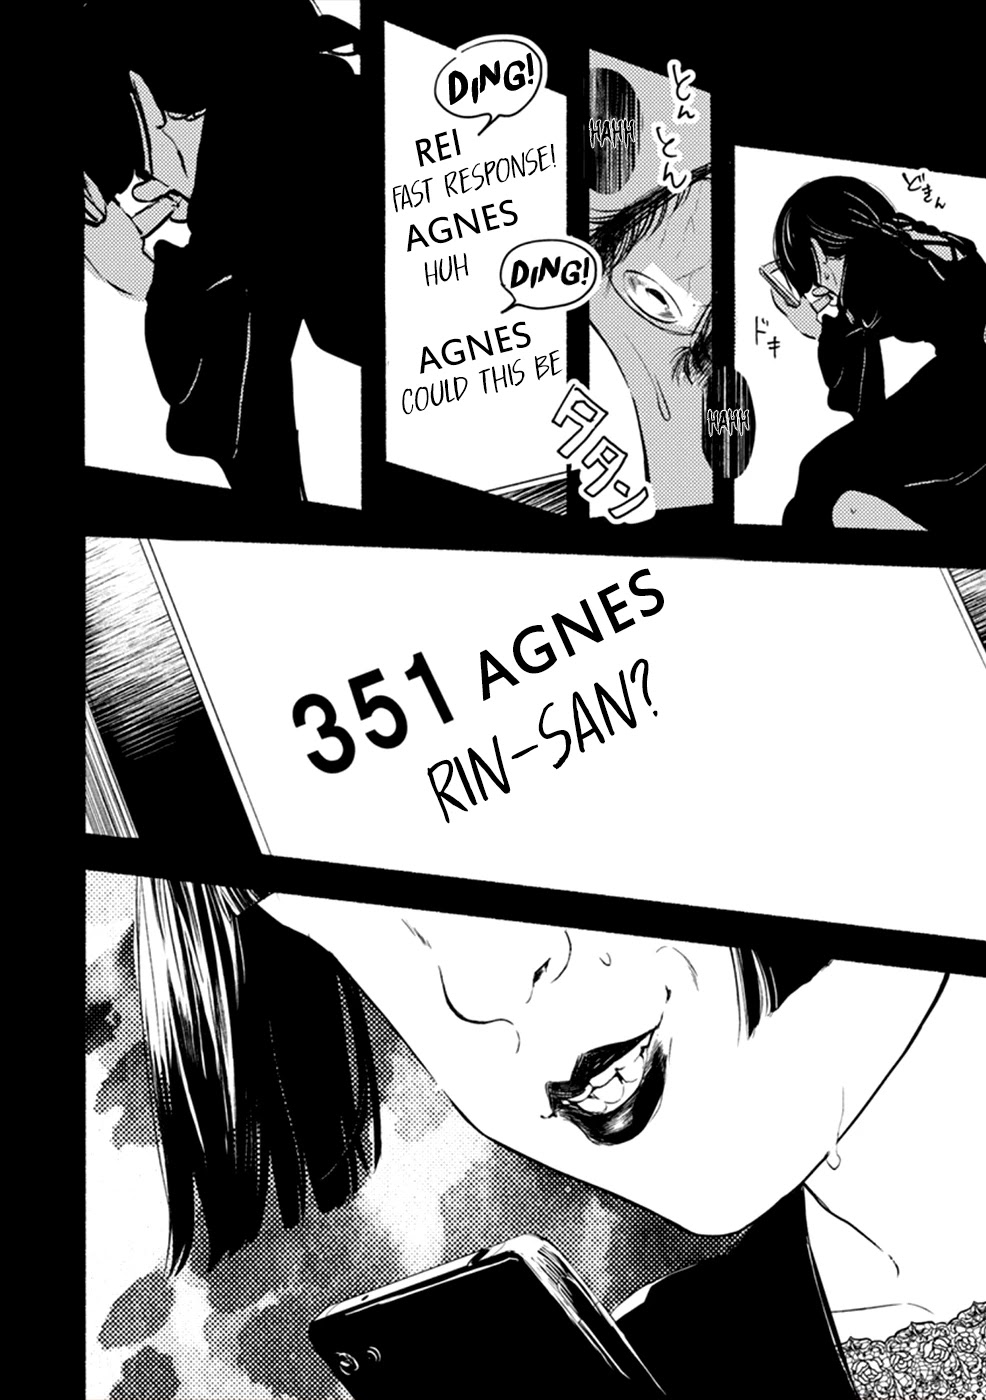 どきん
ドキ
とん
とん
HAHH
HAHH
DING!
REI
FAST RESPONSE!
AGNES
HUH
DING!
AGNES
COULD THIS BE
タタン
351 AGNES
RIN-SAN?